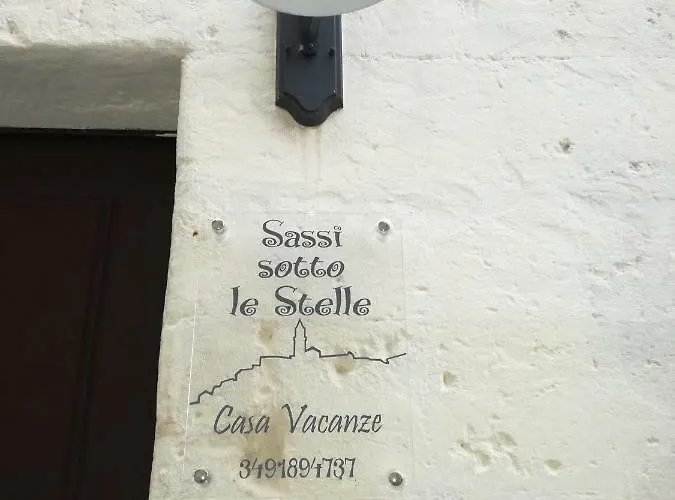 Sassi
sotto
le Stelle
Casa Vacanze
3491894737